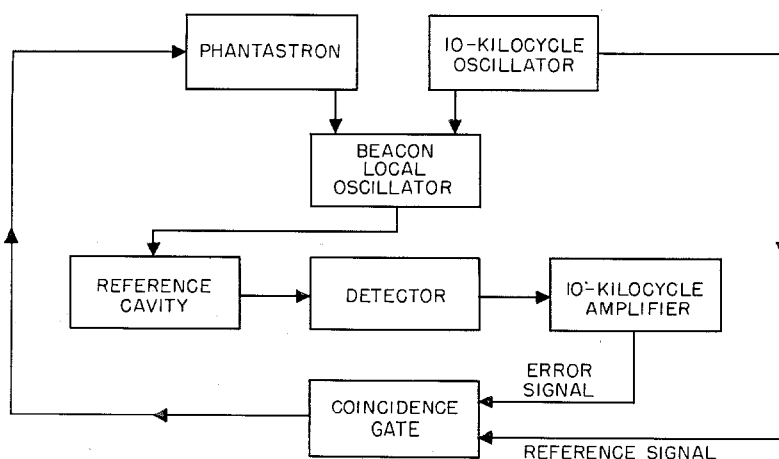 PHANTASTRON
10-KILOCYCLE
OSCILLATOR
BEACON
LOCAL
OSCILLATOR
REFERENCE
CAVITY
DETECTOR
10-KILOCYCLE
AMPLIFIER
ERROR
SIGNAL
COINCIDENCE
GATE
REFERENCE SIGNAL